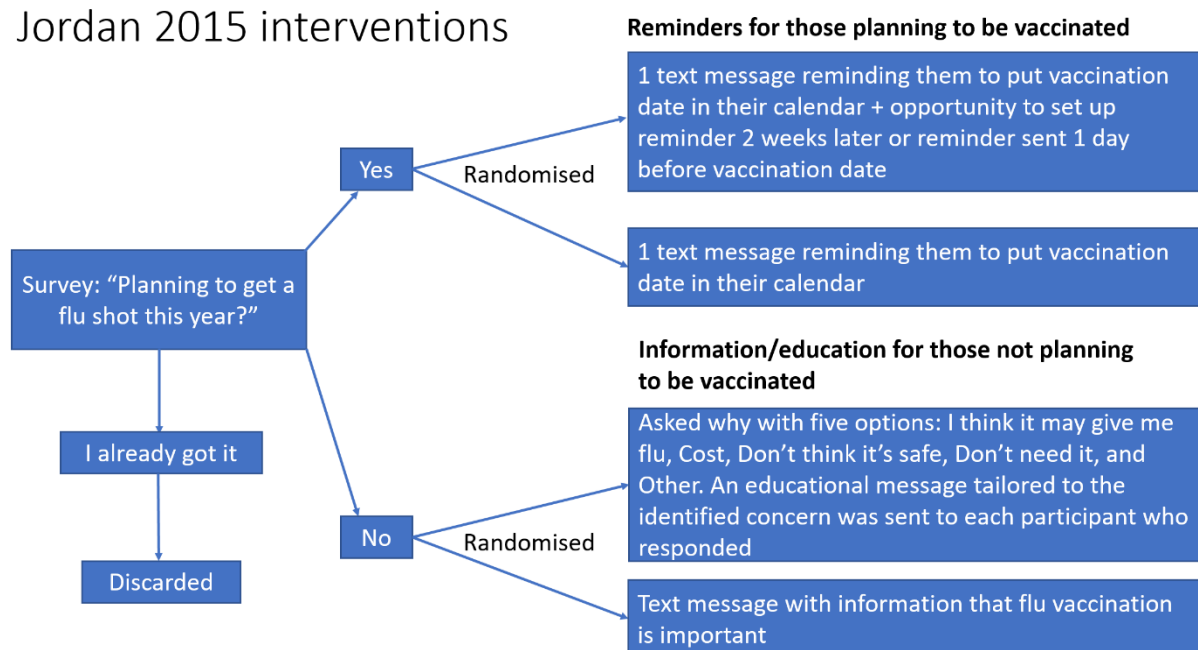 Jordan 2015 interventions
Reminders for those planning to be vaccinated
1 text message reminding them to put vaccination
date in their calendar + opportunity to set up
reminder 2 weeks later or reminder sent 1 day
before vaccination date
Yes
Randomised
1 text message reminding them to put vaccination
date in their calendar
Survey: “Planning to get a
flu shot this year?”
Information/education for those not planning
to be vaccinated
I already got it
Asked why with five options: I think it may give me
flu, Cost, Don’t think it’s safe, Don’t need it, and
Other. An educational message tailored to the
identified concern was sent to each participant who
responded
No
Randomised
Discarded
Text message with information that flu vaccination
is important